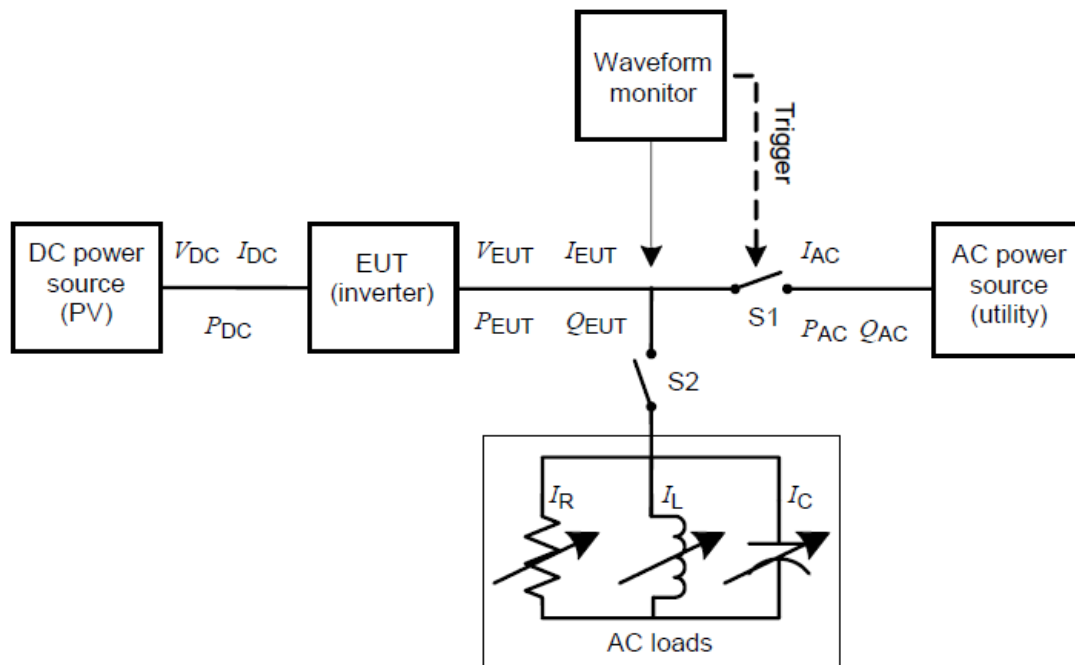 Waveform
monitor
Trigger
DC power
source
(PV)
VDC IDC
PDC
EUT
(inverter)
VEUT IEUT
PEUT QEUT
S1
IAC
PAC QAC
AC power
source
(utility)
S2
IR
IL
IC
AC loads